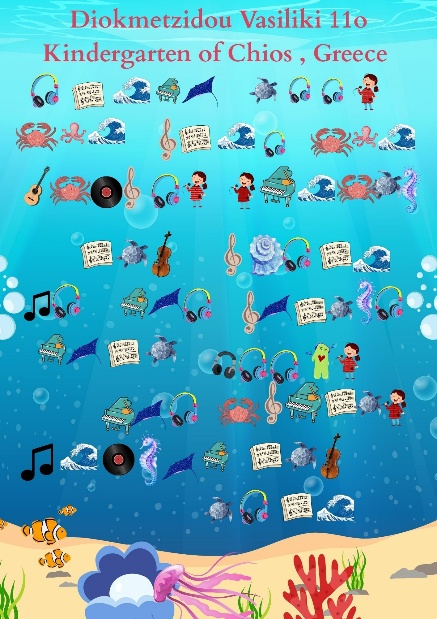 Diokmetzidou Vasiliki 11o
Kindergarten of Chios , Greece